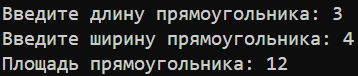 Введите длину прямоугольника: 3
Введите ширину прямоугольника: 4
Площадь прямоугольника: 12